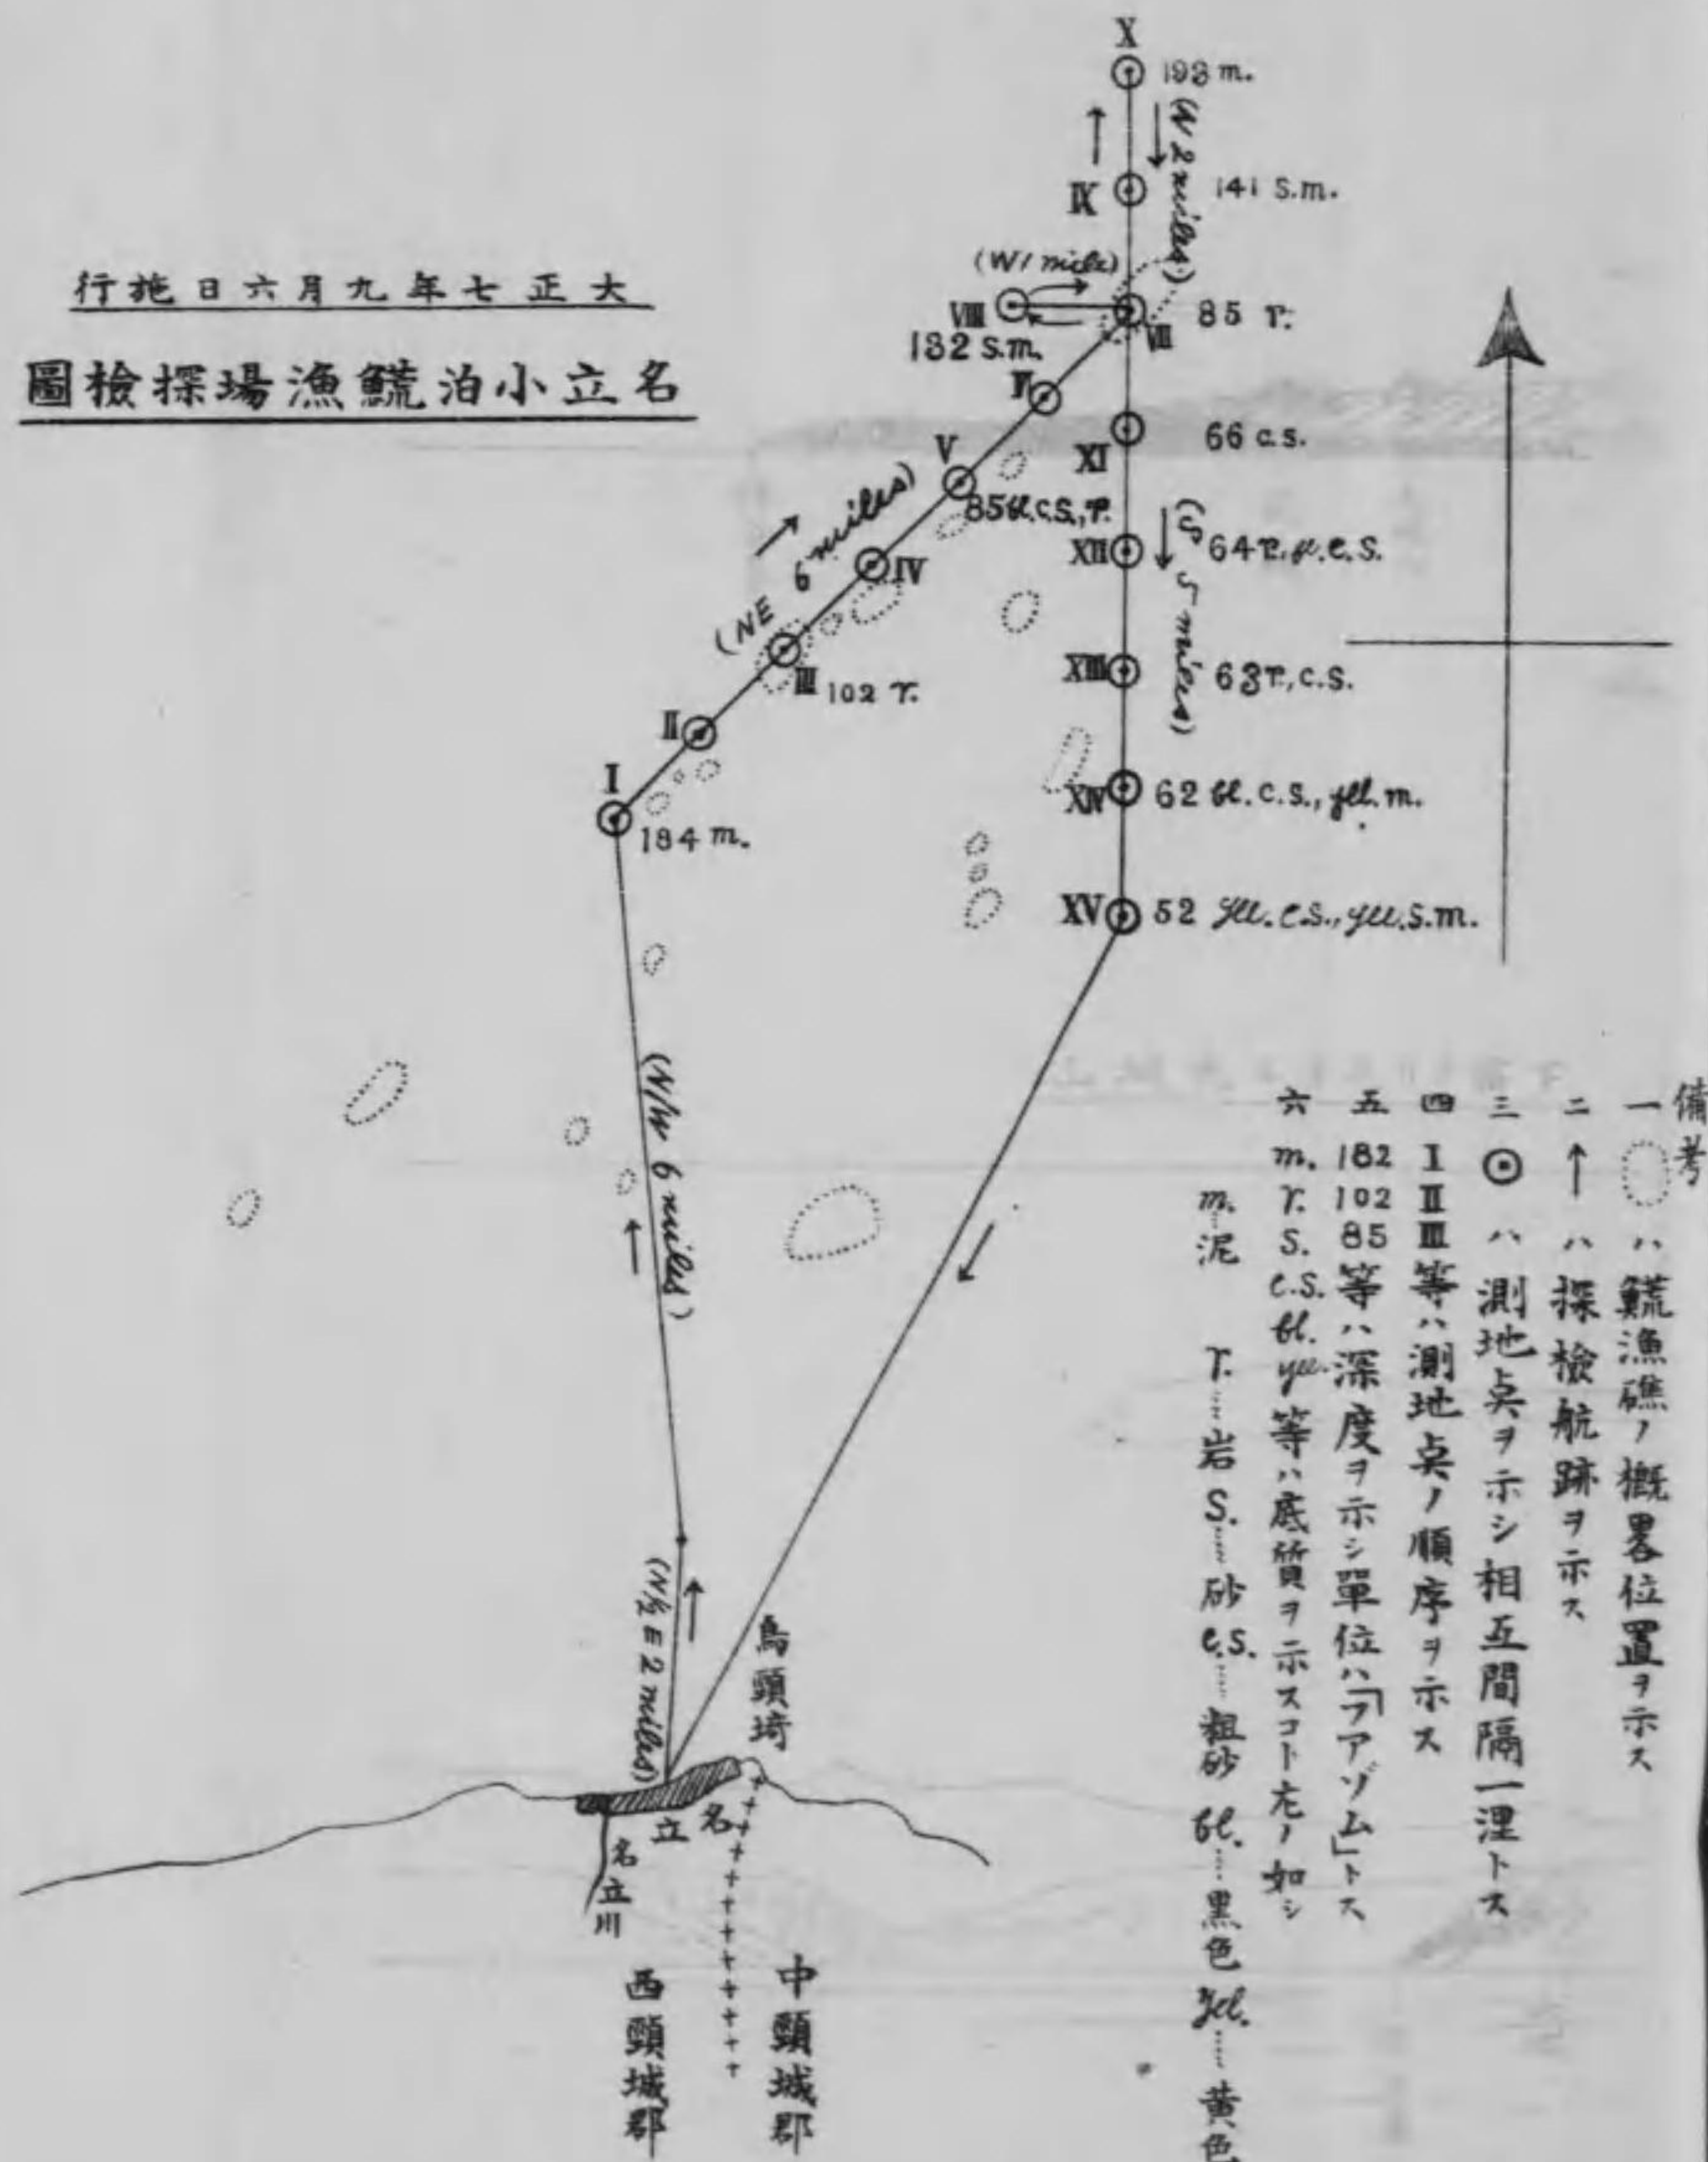 大正七年九月六日施行
名立小泊鱈漁場探檢圖
X
193 m.
(N 2 miles)
IX
141 s.m.
(W 1 mile)
VIII
132 s.m.
VII
85 r.
XI
66 c.s.
V
85 bl.c.s., r.
(NE 6 miles)
IV
XII
64 r.
(S 5 miles)
III
102 r.
XIII
63 r., c.s.
II
I
184 m.
XIV
62 bl. c.s., yel. m.
XV
52 yel. c.s., yel. s.m.
(N/W 6 miles)
(N½E 2 miles)
鳥頭埼
名立
名立川
西頸城郡
中頸城郡
備考
一 ハ鱈漁礁ノ概畧位置ヲ示ス
二 ↑ ハ探檢航跡ヲ示ス
三 ⊙ ハ測地点ヲ示シ相互間隔一浬トス
四 I II III 等ハ測地点ノ順序ヲ示ス
五 182 102 85 等ハ深度ヲ示シ單位ハ「フアゾム」トス
六 m. r. s. c.s. bl. yel. 等ハ底質ヲ示スコト左ノ如シ
m.…泥 r.…岩 s.…砂 c.s.…粗砂 bl.…黒色 yel.…黄色